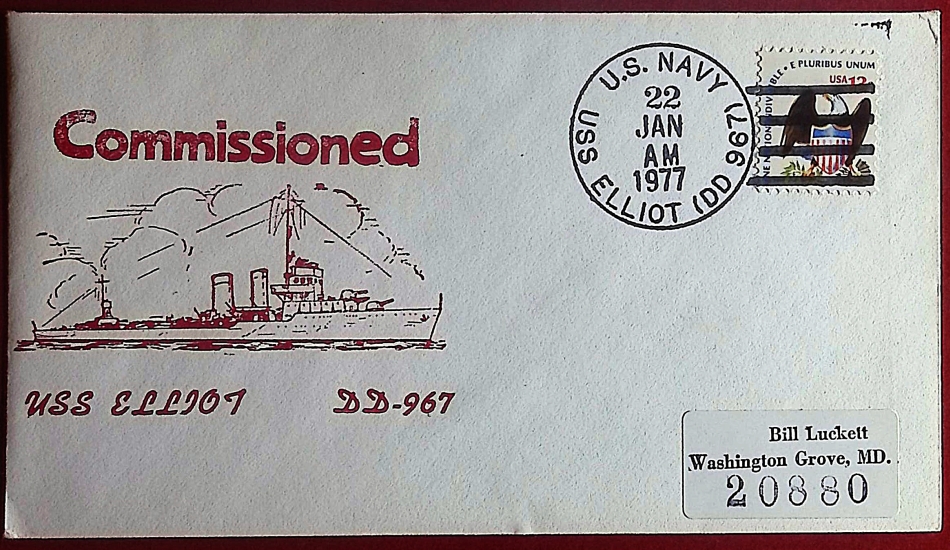 Commissioned
USS ELLIOT DD-967
U.S. NAVY
22
JAN
AM
1977
USS ELLIOT (DD 967)
E PLURIBUS UNUM
USA 13
Bill Luckett
Washington Grove, MD.
20880